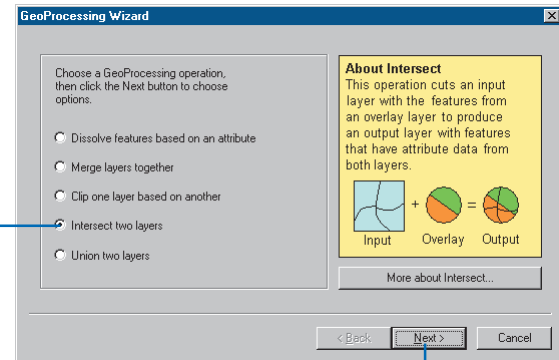 GeoProcessing Wizard
Choose a GeoProcessing operation,
then click the Next button to choose
options.
Dissolve features based on an attribute
Merge layers together
Clip one layer based on another
Intersect two layers
Union two layers
About Intersect
This operation cuts an input
layer with the features from
an overlay layer to produce
an output layer with features
that have attribute data from
both layers.
+ =
Input Overlay Output
More about Intersect...
< Back Next > Cancel